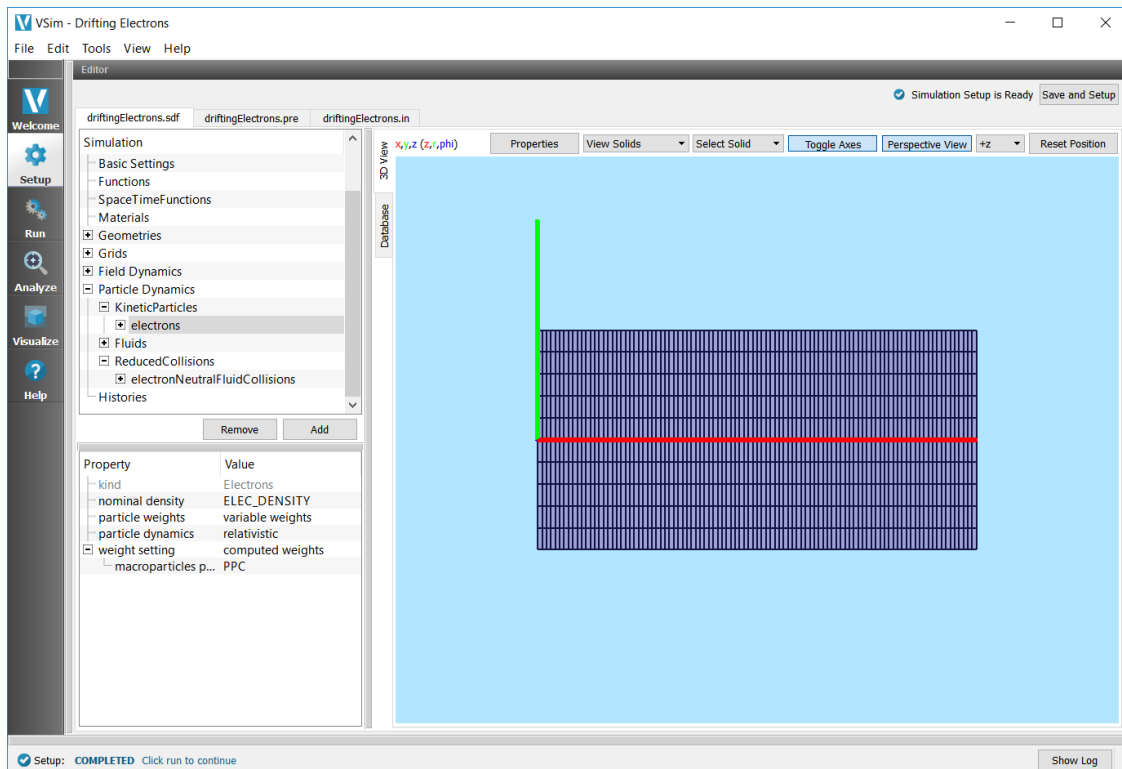 VSim - Drifting Electrons
File Edit Tools View Help
Editor
Simulation Setup is Ready Save and Setup
Welcome
Setup
Run
Analyze
Visualize
Help
driftingElectrons.sdf driftingElectrons.pre driftingElectrons.in
Simulation
Basic Settings
Functions
SpaceTimeFunctions
Materials
Geometries
Grids
Field Dynamics
Particle Dynamics
KineticParticles
electrons
Fluids
ReducedCollisions
electronNeutralFluidCollisions
Histories
Remove Add
Property Value
kind Electrons
nominal density ELEC_DENSITY
particle weights variable weights
particle dynamics relativistic
weight setting computed weights
macroparticles p... PPC
3D View
Database
x,y,z (z,r,phi) Properties View Solids Select Solid Toggle Axes Perspective View +z Reset Position
Setup: COMPLETED Click run to continue
Show Log